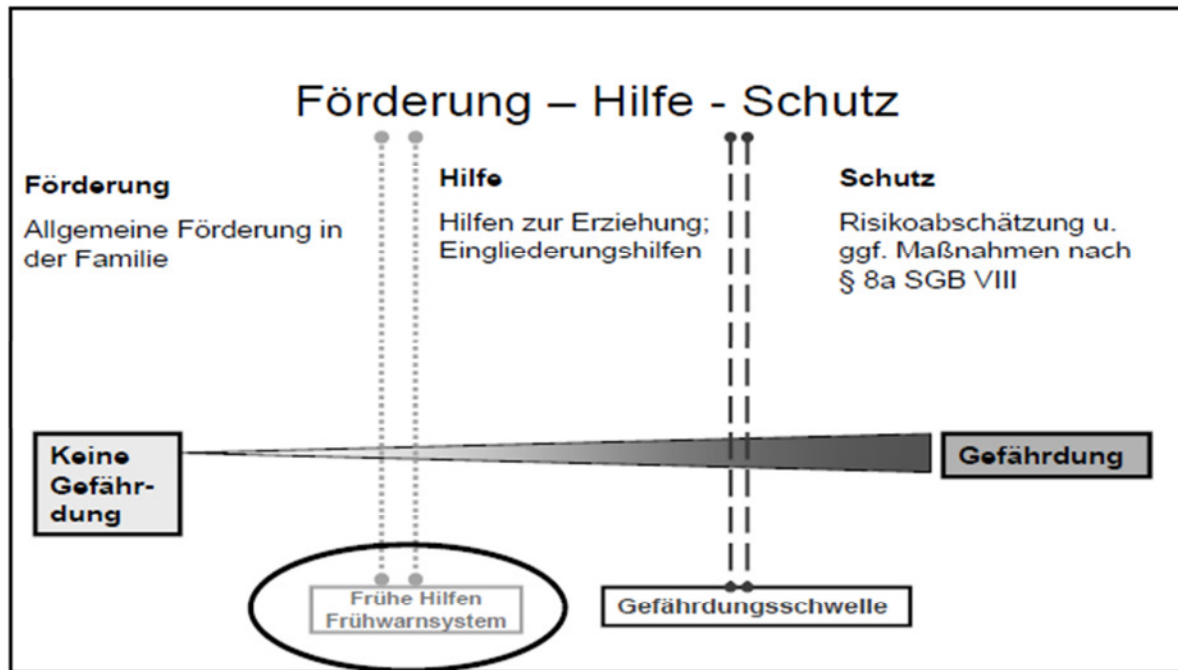 Förderung – Hilfe - Schutz
Förderung
Allgemeine Förderung in
der Familie
Hilfe
Hilfen zur Erziehung;
Eingliederungshilfen
Schutz
Risikoabschätzung u.
ggf. Maßnahmen nach
§ 8a SGB VIII
Keine
Gefähr-
dung
Gefährdung
Frühe Hilfen
Frühwarnsystem
Gefährdungsschwelle